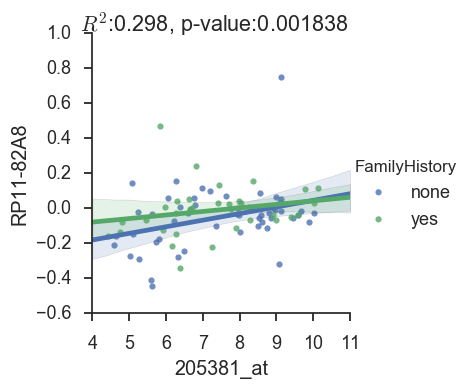 R²:0.298, p-value:0.001838
1.0
0.8
0.6
0.4
0.2
0.0
−0.2
−0.4
−0.6
RP11-82A8
4 5 6 7 8 9 10 11
205381_at
FamilyHistory
none
yes